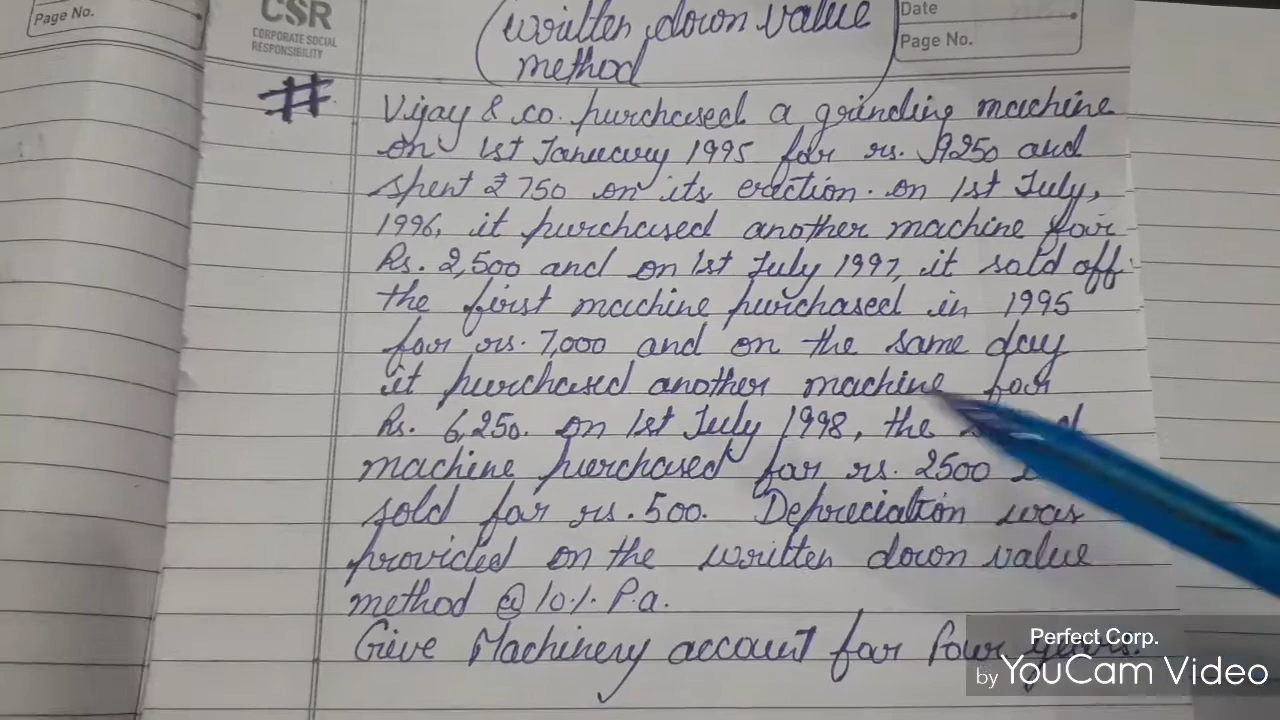 Page No.
CSR
CORPORATE SOCIAL
RESPONSIBILITY
Date
Page No.
written down value
method
# Vijay & co. purchased a grinding machine
on 1st January 1995 for rs. 9250 and
spent ₹ 750 on its erection. on 1st July,
1996, it purchased another machine for
Rs. 2,500 and on 1st July 1997, it sold off
the first machine purchased in 1995
for rs. 7,000 and on the same day
it purchased another machine for
Rs. 6,250. on 1st July 1998, the
machine purchased for rs. 2500
sold for rs. 500. Depreciation was
provided on the written down value
method @ 10%. P.a.
Give Machinery account for four years.
Perfect Corp.
by YouCam Video